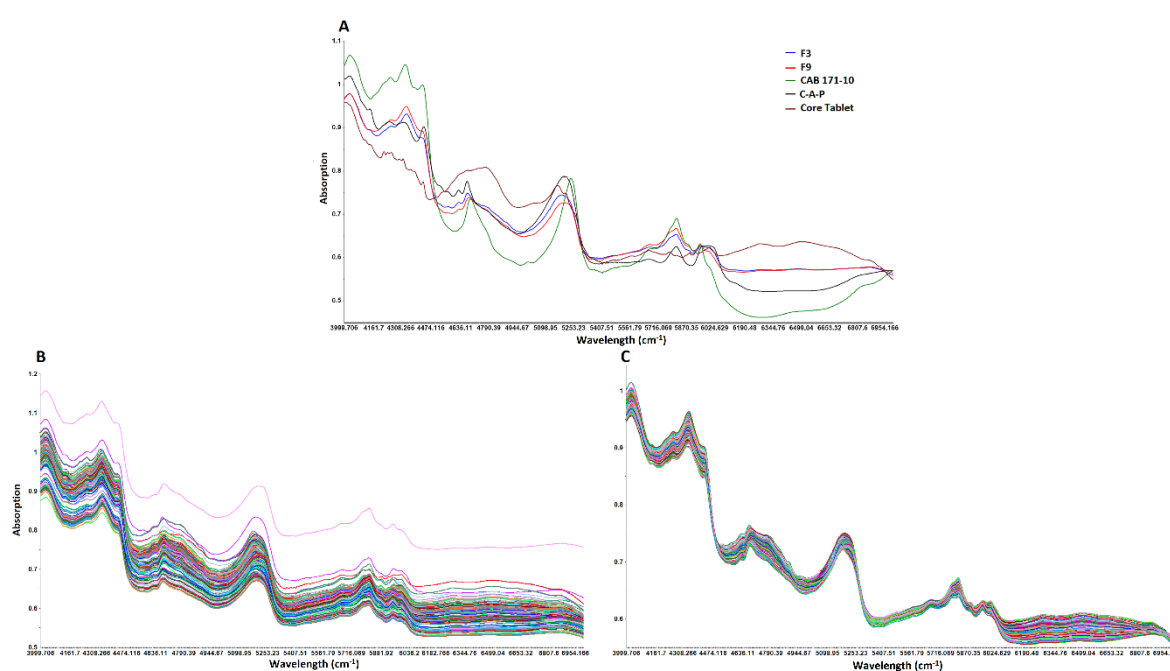 A
1.1
1
0.9
0.8
0.7
0.6
0.5
Absorption
F3
F9
CAB 171-10
C-A-P
Core Tablet
3999.706 4161.7 4308.266 4474.116 4636.11 4790.39 4944.67 5098.95 5253.23 5407.51 5561.79 5716.069 5870.35 6024.629 6190.48 6344.76 6499.04 6653.32 6807.6 6954.166
Wavelength (cm⁻¹)
B
1.2
1.1
1
0.9
0.8
0.7
0.6
0.5
Absorption
3999.706 4161.7 4308.266 4474.116 4636.11 4790.39 4944.67 5098.95 5253.23 5407.51 5561.79 5716.069 5870.35 6038.2 6182.766 6344.76 6499.04 6653.32 6807.6 6954.166
Wavelength (cm⁻¹)
C
1
0.9
0.8
0.7
0.6
3999.706 4161.7 4308.266 4474.116 4636.11 4790.39 4944.67 5098.95 5253.23 5407.51 5561.79 5716.069 5870.35 6024.629 6190.48 6344.76 6499.04 6653.32 6807.6 6954.
Wavelength (cm⁻¹)